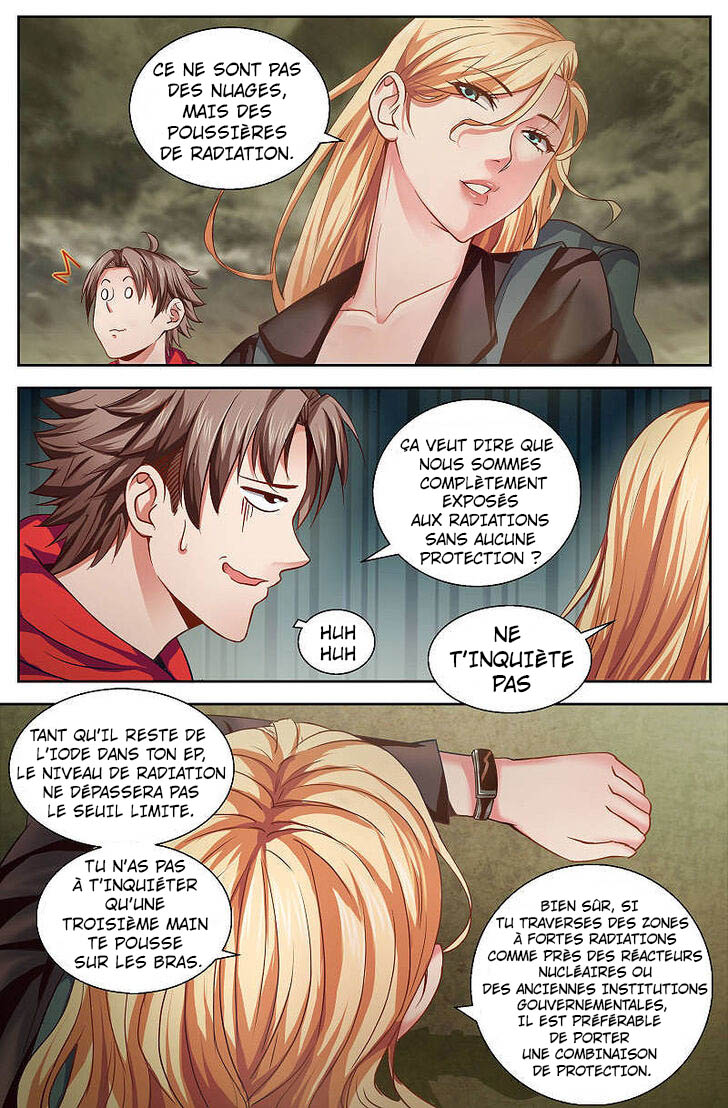 CE NE SONT PAS
DES NUAGES,
MAIS DES
POUSSIÈRES
DE RADIATION.
ÇA VEUT DIRE QUE
NOUS SOMMES
COMPLÈTEMENT
EXPOSÉS
AUX RADIATIONS
SANS AUCUNE
PROTECTION ?
HUH
HUH
NE
T'INQUIÈTE
PAS
TANT QU'IL RESTE DE
L'IODE DANS TON EP,
LE NIVEAU DE RADIATION
NE DÉPASSERA PAS
LE SEUIL LIMITE.
TU N'AS PAS
À T'INQUIÉTER
QU'UNE
TROISIÈME MAIN
TE POUSSE
SUR LES BRAS.
BIEN SÛR, SI
TU TRAVERSES DES ZONES
À FORTES RADIATIONS
COMME PRÈS DES RÉACTEURS
NUCLÉAIRES OU
DES ANCIENNES INSTITUTIONS
GOUVERNEMENTALES,
IL EST PRÉFÉRABLE
DE PORTER
UNE COMBINAISON
DE PROTECTION.